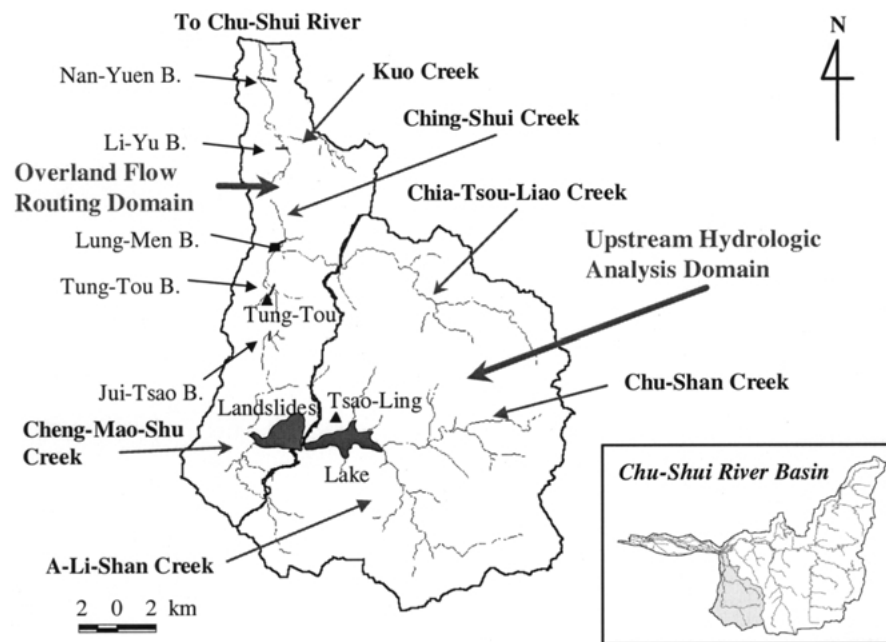 To Chu-Shui River
N
Nan-Yuen B.
Kuo Creek
Ching-Shui Creek
Li-Yu B.
Overland Flow
Routing Domain
Chia-Tsou-Liao Creek
Lung-Men B.
Upstream Hydrologic
Analysis Domain
Tung-Tou B.
Tung-Tou
Jui-Tsao B.
Chu-Shan Creek
Landslides
Tsao-Ling
Cheng-Mao-Shu
Creek
Lake
Chu-Shui River Basin
A-Li-Shan Creek
2 0 2 km